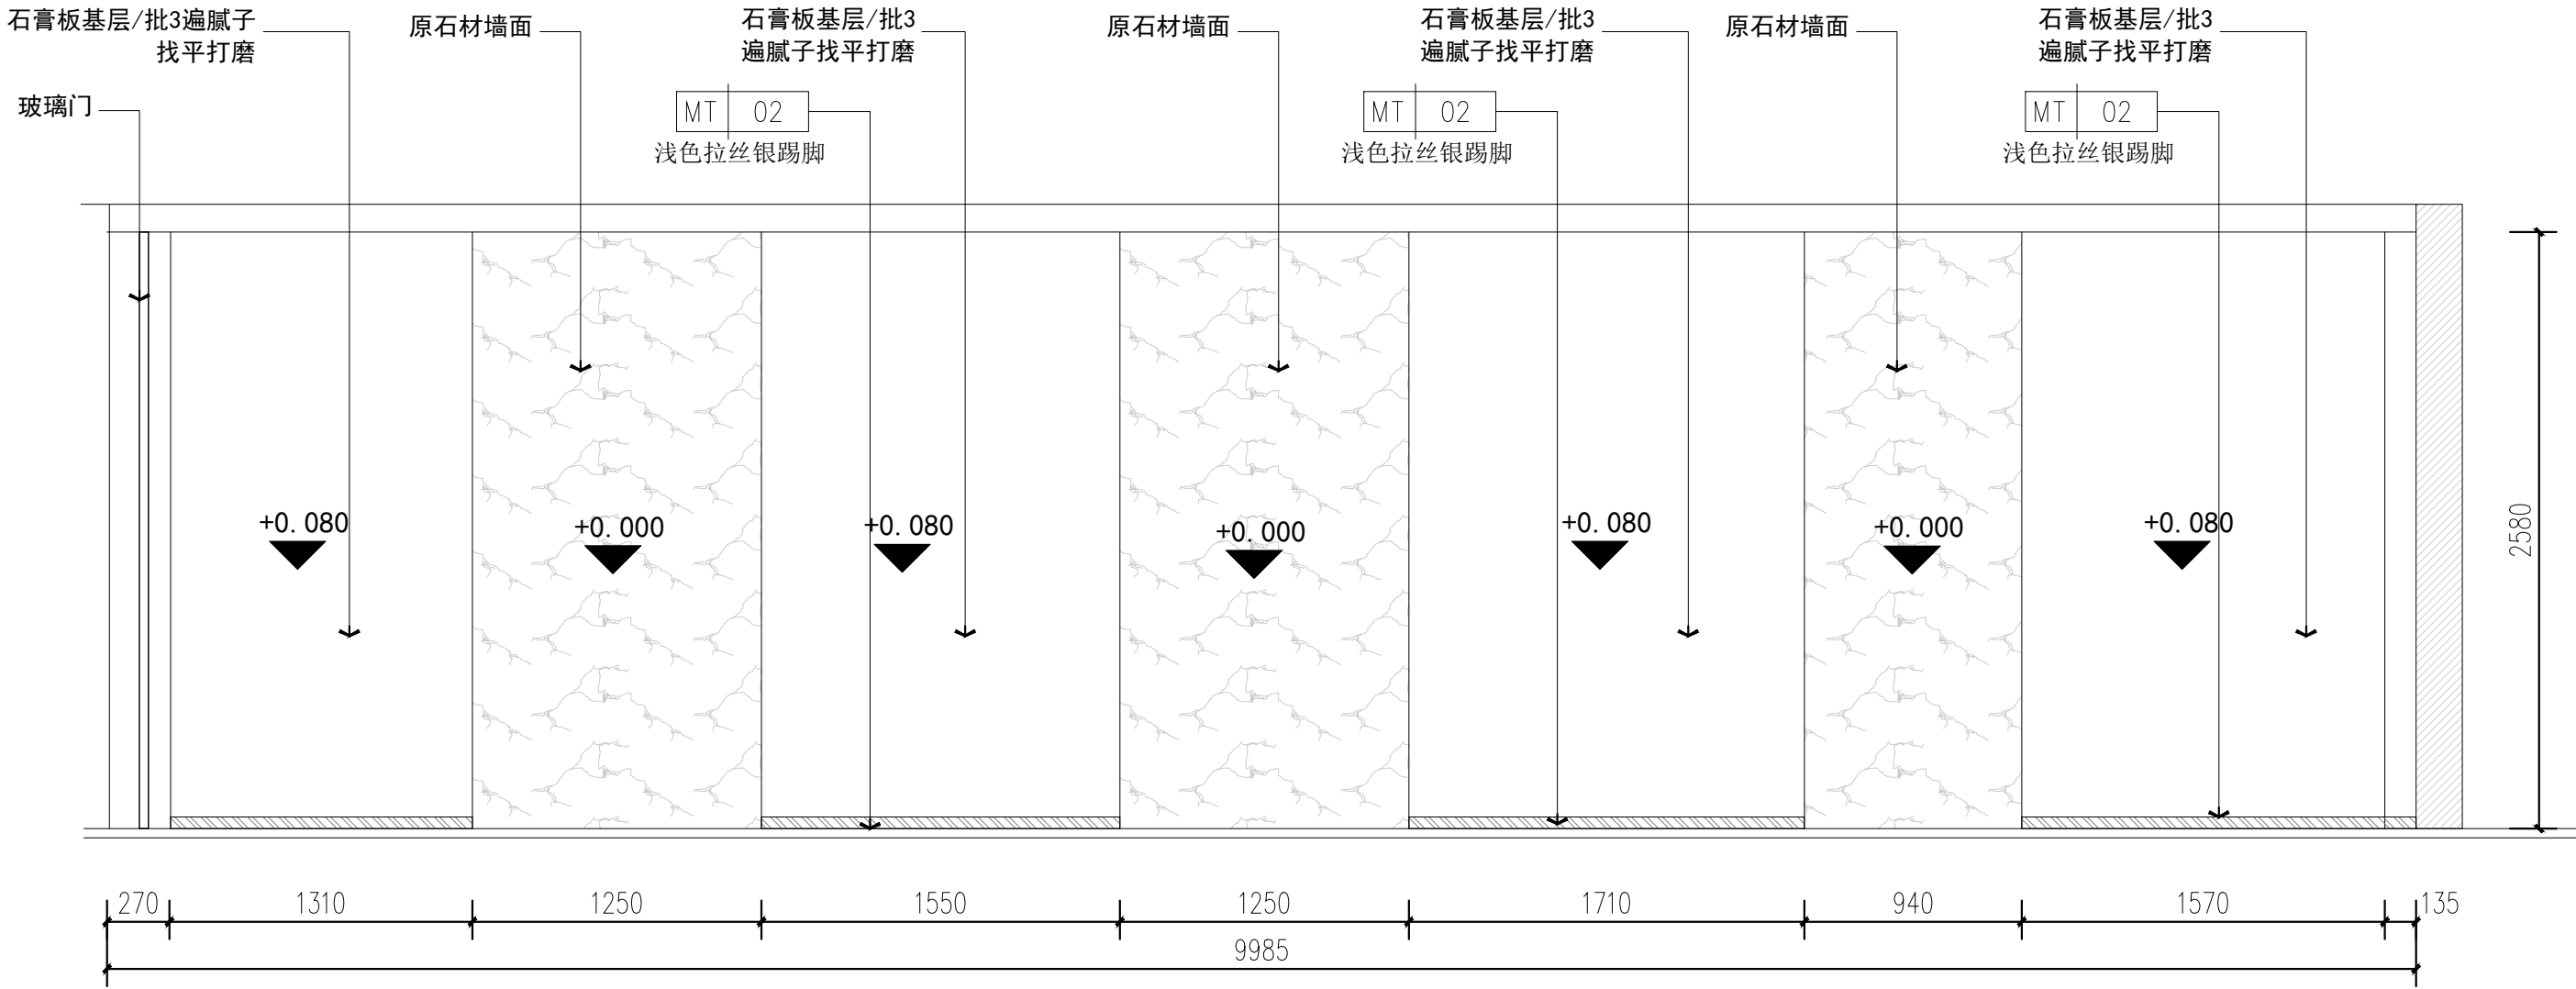 石膏板基层/批3遍腻子
找平打磨
原石材墙面
石膏板基层/批3
遍腻子找平打磨
原石材墙面
石膏板基层/批3
遍腻子找平打磨
原石材墙面
石膏板基层/批3
遍腻子找平打磨
玻璃门
MT 02
浅色拉丝银踢脚
MT 02
浅色拉丝银踢脚
MT 02
浅色拉丝银踢脚
+0.080
+0.000
+0.080
+0.000
+0.080
+0.000
+0.080
2580
270
1310
1250
1550
1250
1710
940
1570
135
9985